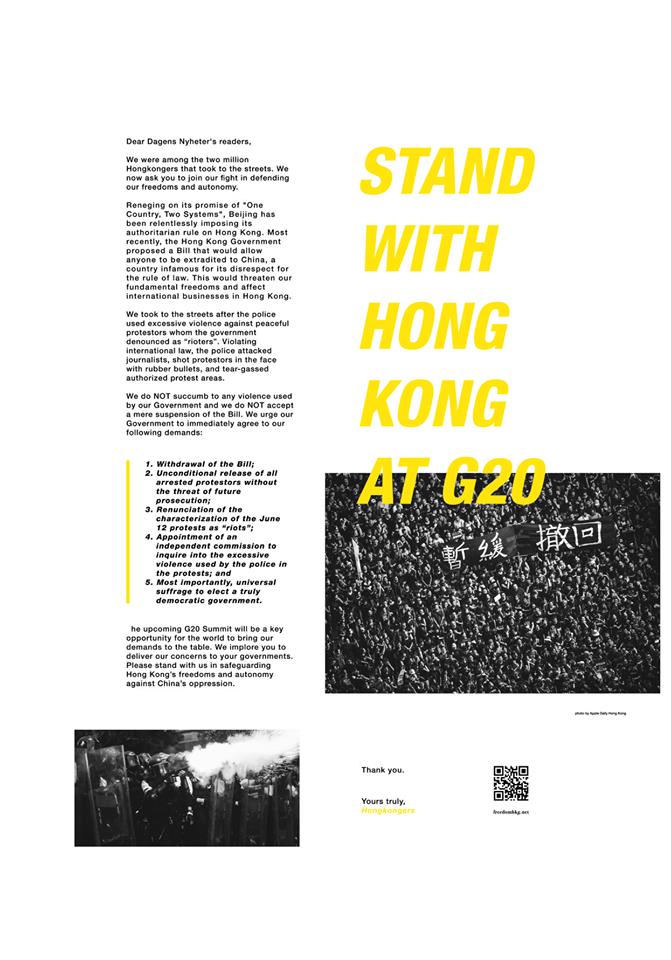 Dear Dagens Nyheter's readers,
We were among the two million
Hongkongers that took to the streets. We
now ask you to join our fight in defending
our freedoms and autonomy.
Reneging on its promise of "One
Country, Two Systems", Beijing has
been relentlessly imposing its
authoritarian rule on Hong Kong. Most
recently, the Hong Kong Government
proposed a Bill that would allow
anyone to be extradited to China, a
country infamous for its disrespect for
the rule of law. This would threaten our
fundamental freedoms and affect
international businesses in Hong Kong.
We took to the streets after the police
used excessive violence against peaceful
protestors whom the government
denounced as “rioters”. Violating
international law, the police attacked
journalists, shot protestors in the face
with rubber bullets, and tear-gassed
authorized protest areas.
We do NOT succumb to any violence used
by our Government and we do NOT accept
a mere suspension of the Bill. We urge our
Government to immediately agree to our
following demands:
1. Withdrawal of the Bill;
2. Unconditional release of all
arrested protestors without
the threat of future
prosecution;
3. Renunciation of the
characterization of the June
12 protests as “riots”;
4. Appointment of an
independent commission to
inquire into the excessive
violence used by the police in
the protests; and
5. Most importantly, universal
suffrage to elect a truly
democratic government.
he upcoming G20 Summit will be a key
opportunity for the world to bring our
demands to the table. We implore you to
deliver our concerns to your governments.
Please stand with us in safeguarding
Hong Kong's freedoms and autonomy
against China's oppression.
STAND
WITH
HONG
KONG
AT G20
暫緩 撤回
photo by Apple Daily Hong Kong
Thank you.
Yours truly,
Hongkongers
freedomhkg.net